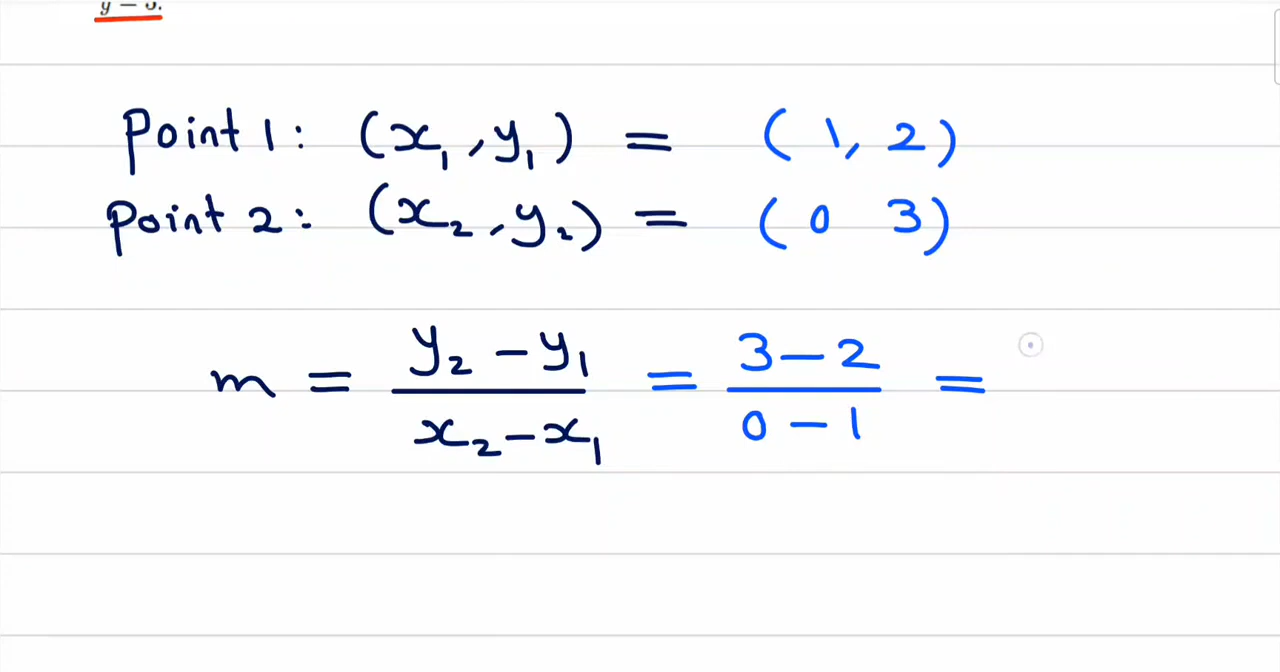 Point 1: (x₁, y₁) = (1, 2)
Point 2: (x₂, y₂) = (0 3)
m = (y₂ - y₁)/(x₂ - x₁) = (3 - 2)/(0 - 1) =